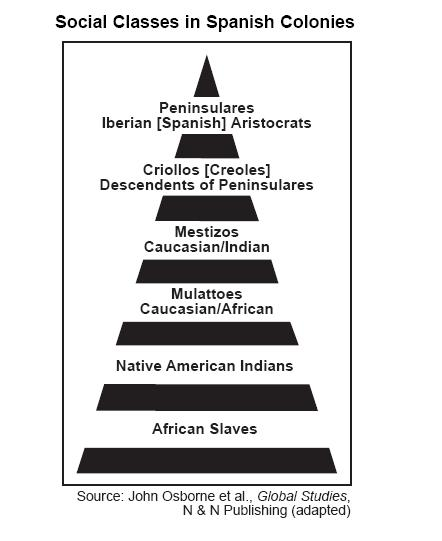 Social Classes in Spanish Colonies
Peninsulares
Iberian [Spanish] Aristocrats
Criollos [Creoles]
Descendents of Peninsulares
Mestizos
Caucasian/Indian
Mulattoes
Caucasian/African
Native American Indians
African Slaves
Source: John Osborne et al., Global Studies,
N & N Publishing (adapted)